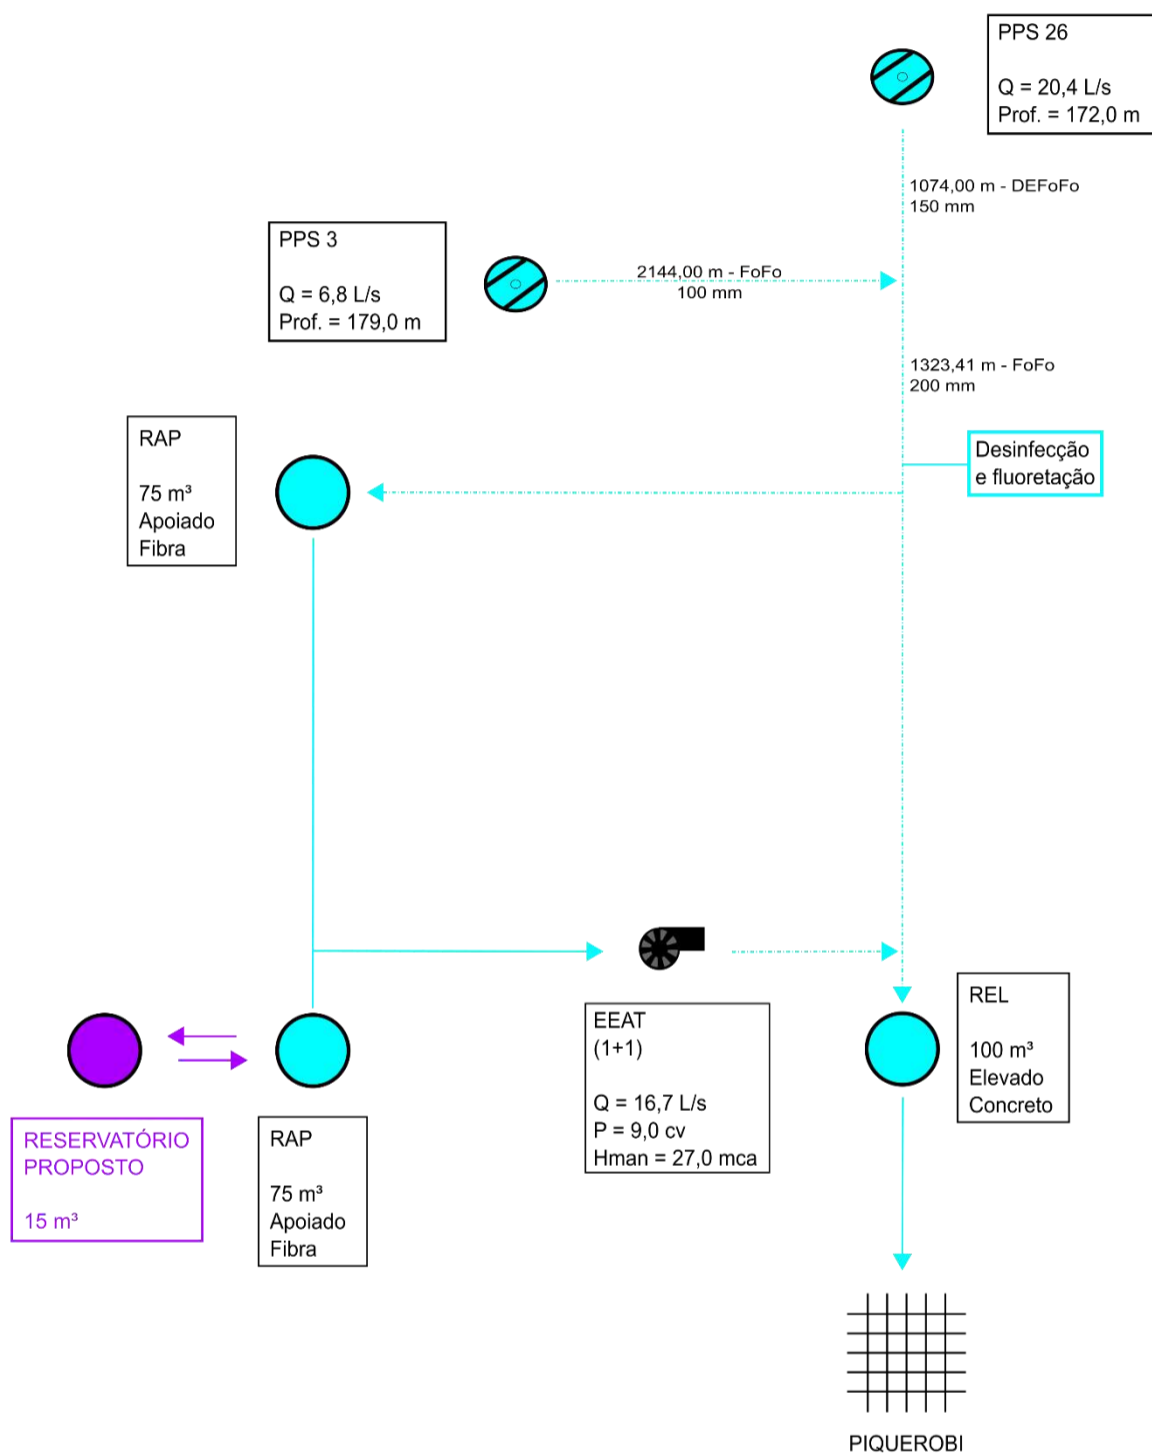 PPS 26
Q = 20,4 L/s
Prof. = 172,0 m
1074,00 m - DEFoFo
150 mm
PPS 3
Q = 6,8 L/s
Prof. = 179,0 m
2144,00 m - FoFo
100 mm
1323,41 m - FoFo
200 mm
RAP
75 m³
Apoiado
Fibra
Desinfecção
e fluoretação
EEAT
(1+1)
Q = 16,7 L/s
P = 9,0 cv
Hman = 27,0 mca
REL
100 m³
Elevado
Concreto
RESERVATÓRIO
PROPOSTO
15 m³
RAP
75 m³
Apoiado
Fibra
PIQUEROBI